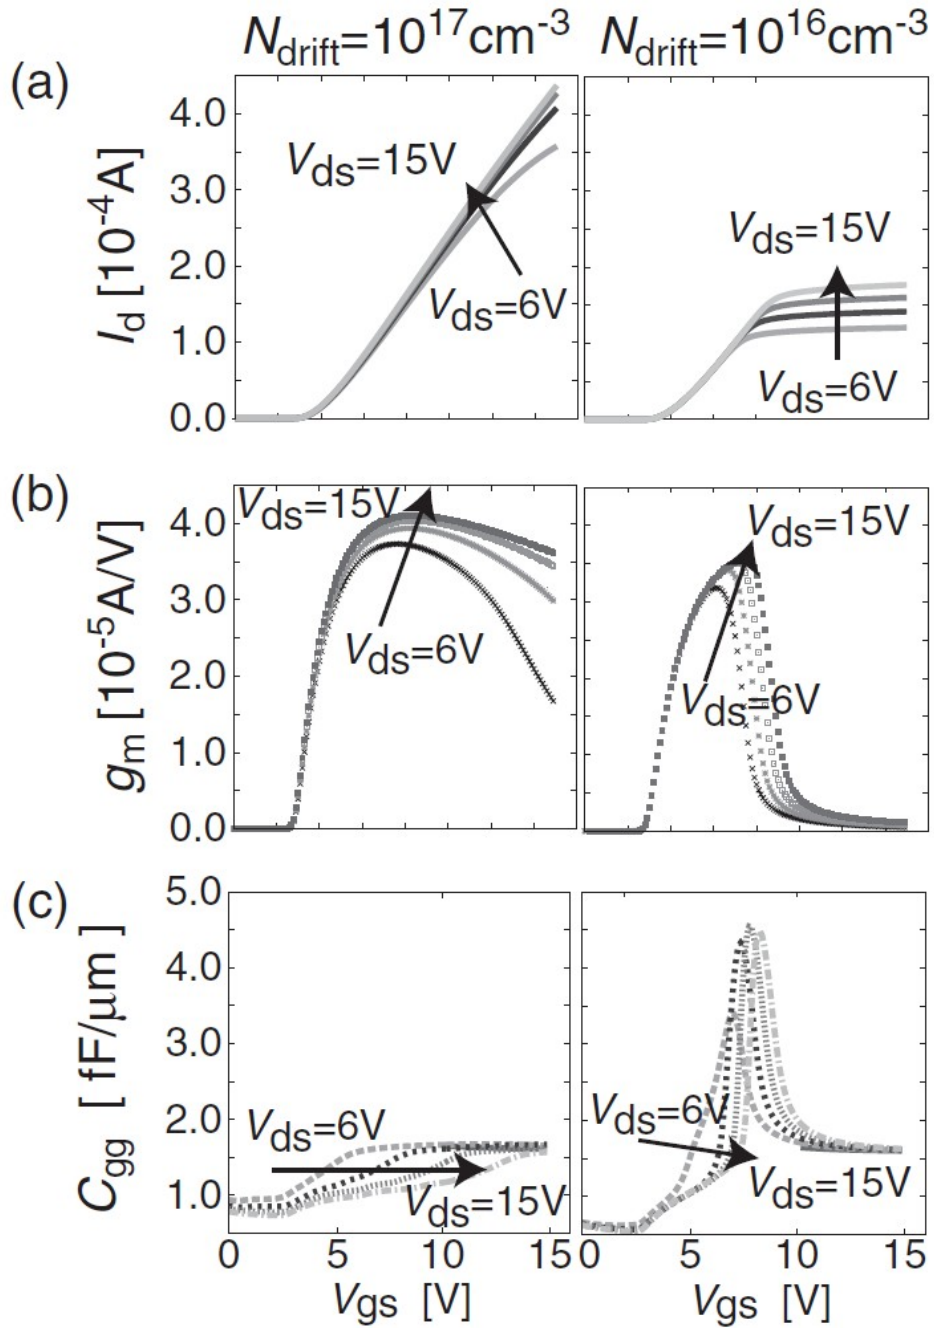 N_drift=10^17cm^-3 N_drift=10^16cm^-3
(a)
I_d [10^-4A]
4.0
3.0
2.0
1.0
0.0
V_ds=15V
V_ds=6V
V_ds=15V
V_ds=6V
(b)
g_m [10^-5A/V]
4.0
3.0
2.0
1.0
0.0
V_ds=15V
V_ds=6V
V_ds=15V
V_ds=6V
(c)
C_gg [ fF/μm ]
5.0
4.0
3.0
2.0
1.0
V_ds=6V
V_ds=15V
V_ds=6V
V_ds=15V
0 5 10 15 0 5 10 15
V_gs [V] V_gs [V]